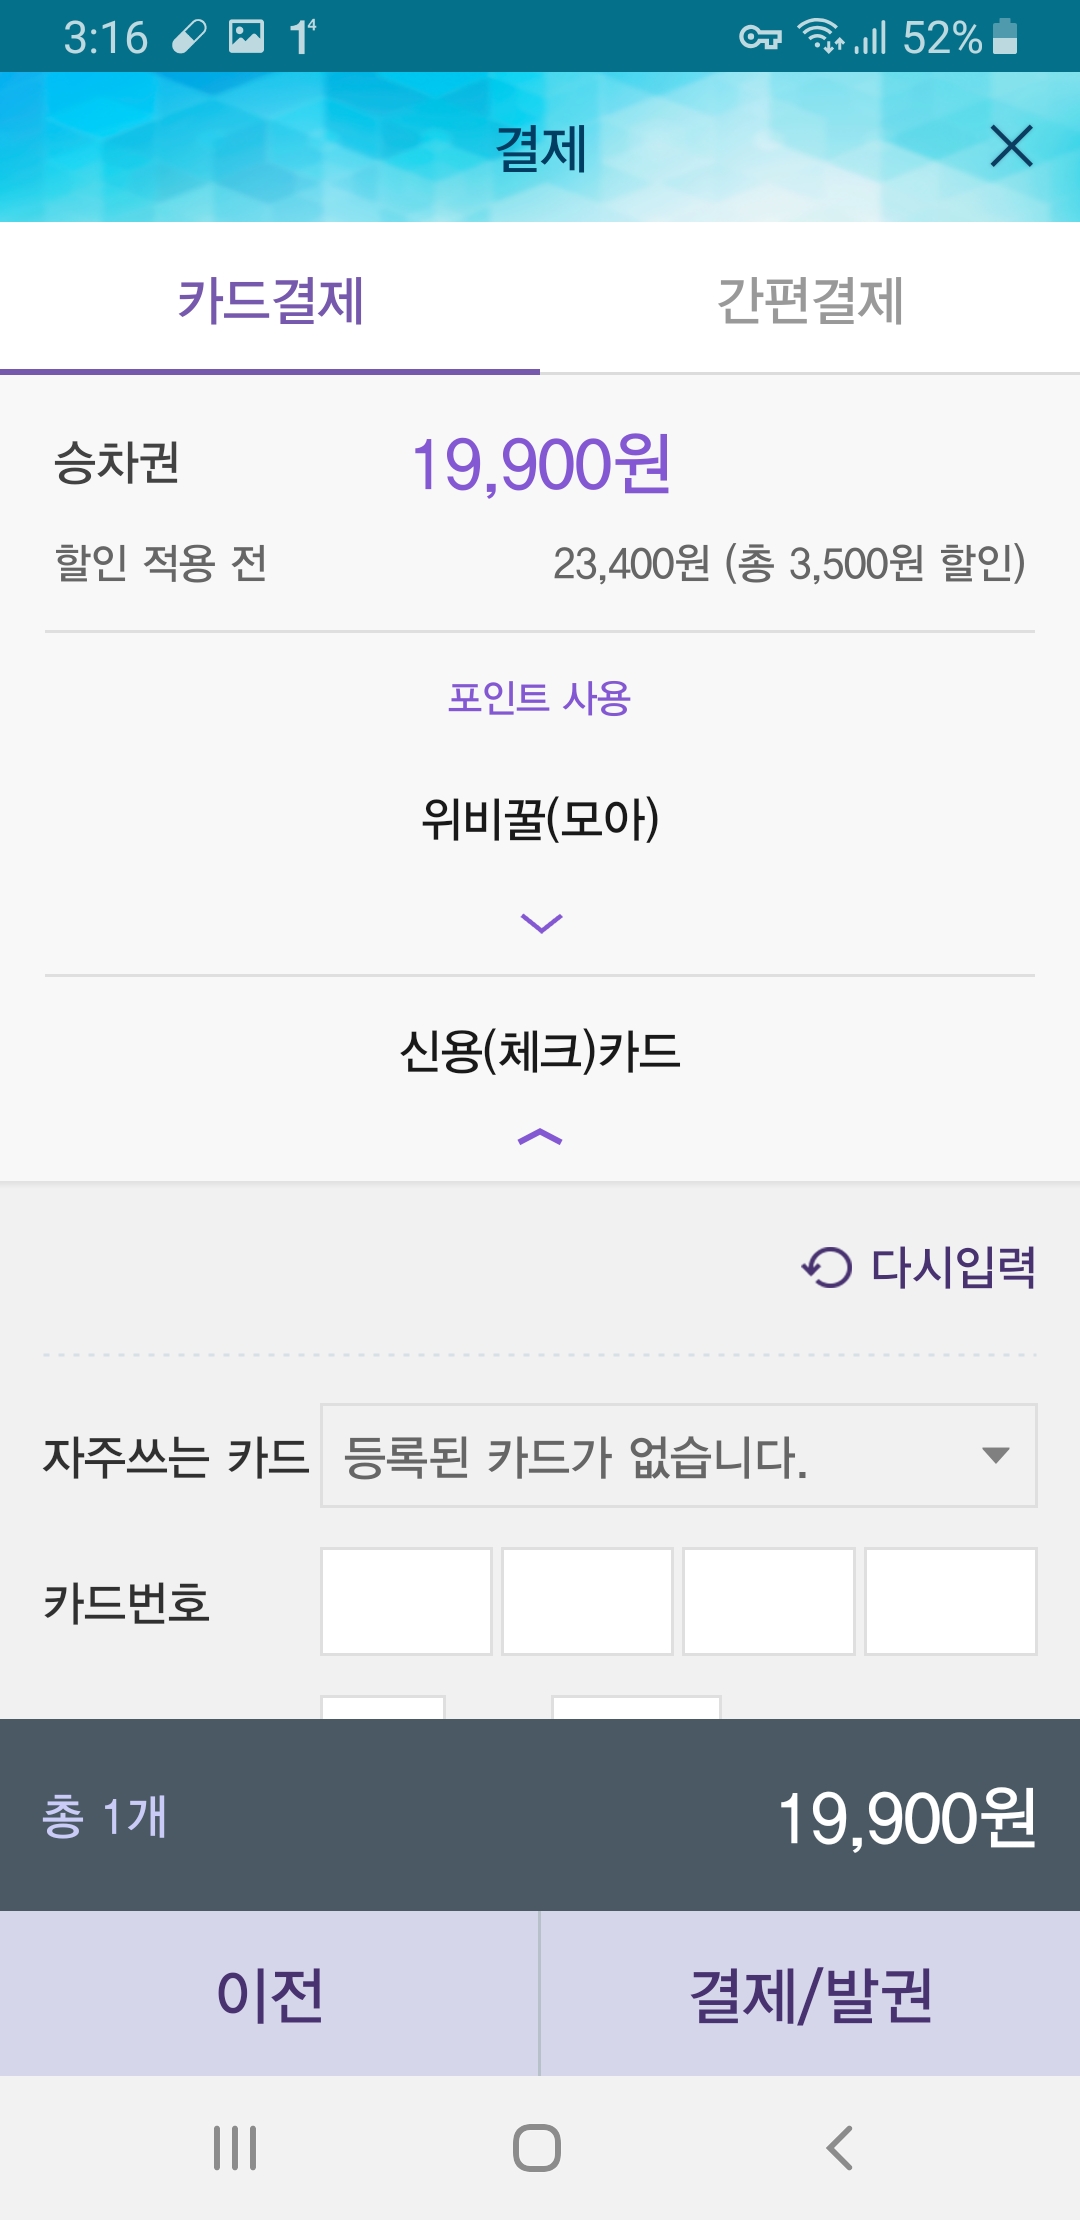 3:16 1 4 52%
결제
카드결제 간편결제
승차권 19,900원
할인 적용 전 23,400원 (총 3,500원 할인)
포인트 사용
위비꿀(모아)
신용(체크)카드
다시입력
자주쓰는 카드 등록된 카드가 없습니다.
카드번호
총 1개 19,900원
이전 결제/발권